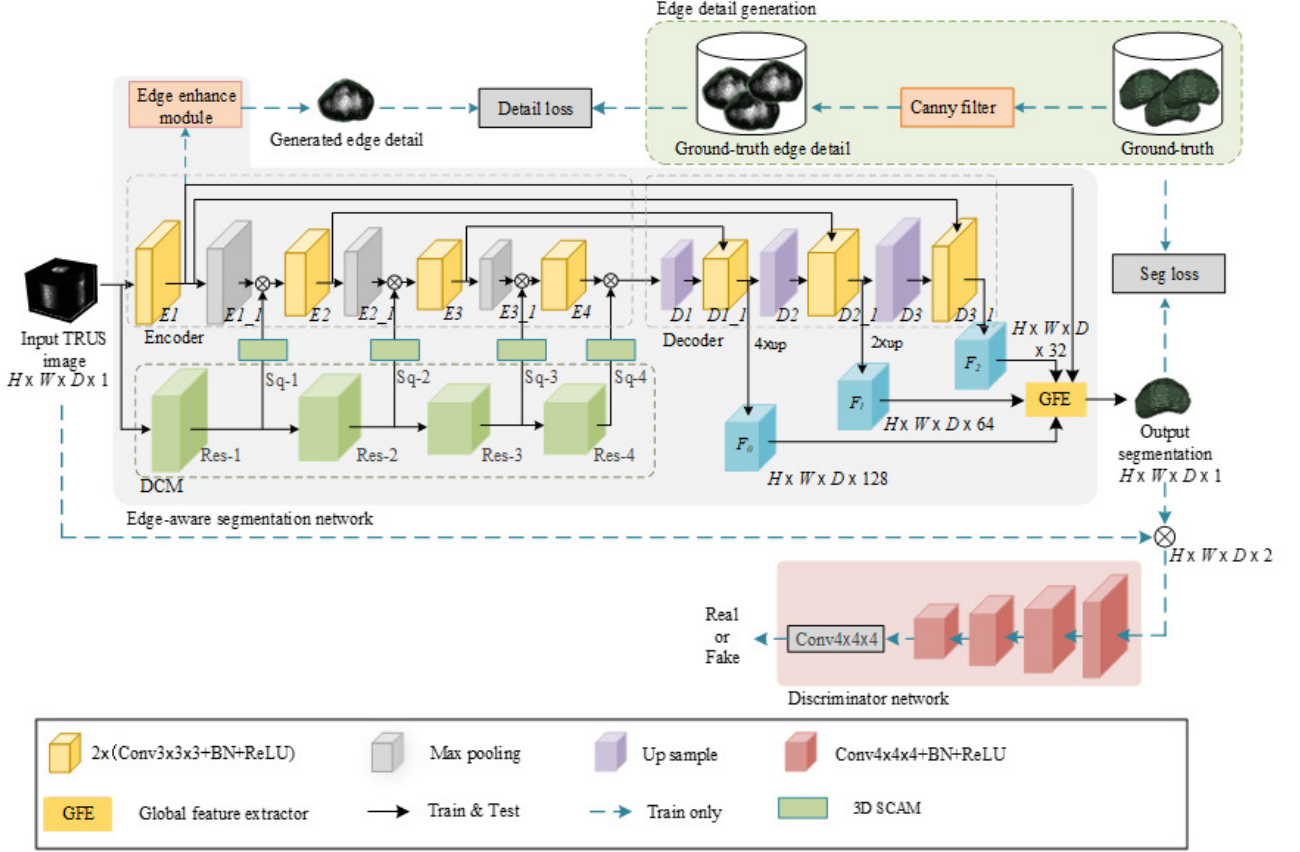 Edge detail generation
Edge enhance
module
Generated edge detail
Detail loss
Ground-truth edge detail
Canny filter
Ground-truth
Seg loss
Input TRUS
image
H x W x D x 1
E1
E1_1
E2
E2_1
E3
E3_1
E4
Encoder
D1
D1_1
D2
D2_1
D3
D3_1
Decoder
4xup
2xup
H x W x D
x 32
F2
F1
F0
H x W x D x 64
H x W x D x 128
GFE
Output
segmentation
H x W x D x 1
Sq-1
Sq-2
Sq-3
Sq-4
Res-1
Res-2
Res-3
Res-4
DCM
Edge-aware segmentation network
H x W x D x 2
Real
or
Fake
Conv4x4x4
Discriminator network
2x(Conv3x3x3+BN+ReLU)
Max pooling
Up sample
Conv4x4x4+BN+ReLU
GFE
Global feature extractor
Train & Test
Train only
3D SCAM